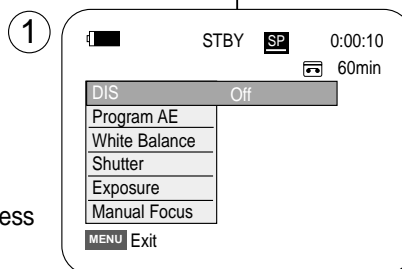 1
STBY SP 0:00:10
60min
DIS Off
Program AE
White Balance
Shutter
Exposure
Manual Focus
MENU Exit
ess